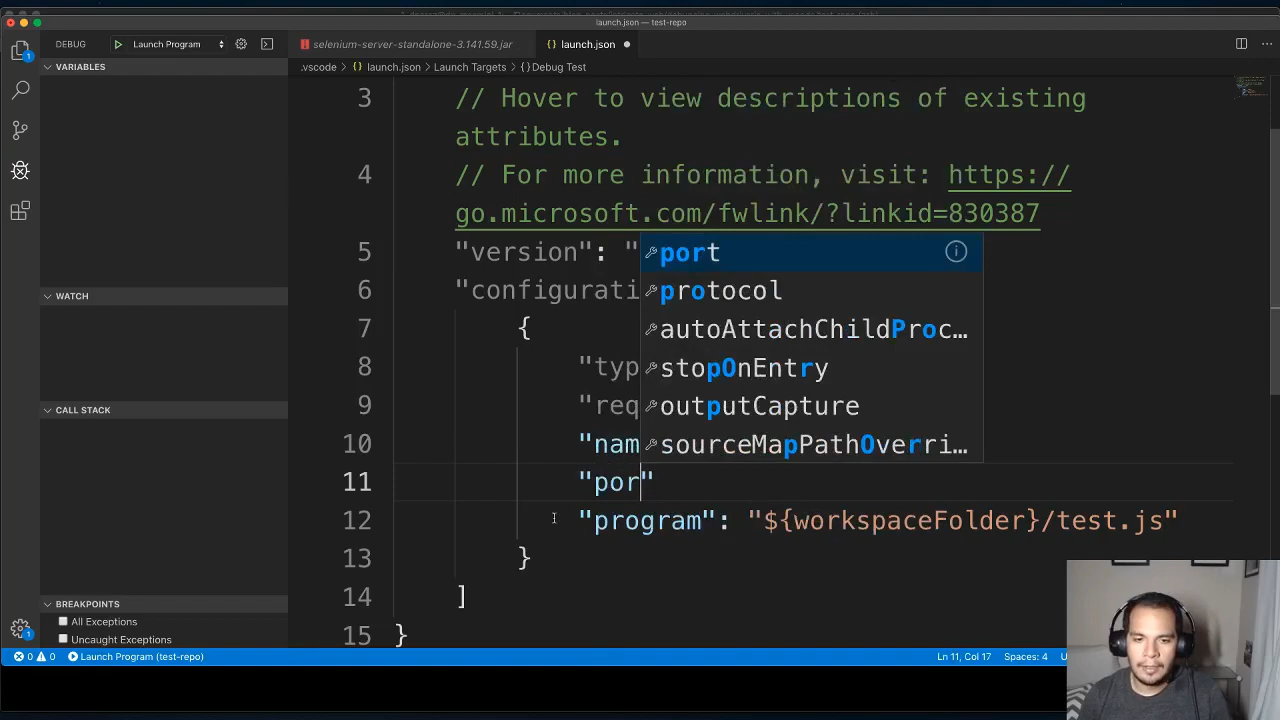 launch.json — test-repo
DEBUG
Launch Program
selenium-server-standalone-3.141.59.jar
launch.json
.vscode > launch.json > Launch Targets > {} Debug Test
VARIABLES
WATCH
CALL STACK
BREAKPOINTS
All Exceptions
Uncaught Exceptions
3 // Hover to view descriptions of existing
attributes.
4 // For more information, visit: https://
go.microsoft.com/fwlink/?linkid=830387
5 "version": "
6 "configurati
7 {
8 "typ
9 "req
10 "nam
11 "por"
12 "program": "${workspaceFolder}/test.js"
13 }
14 ]
15 }
port
protocol
autoAttachChildProc…
stopOnEntry
outputCapture
sourceMapPathOverri…
1
1
0 0 Launch Program (test-repo)
Ln 11, Col 17 Spaces: 4 U